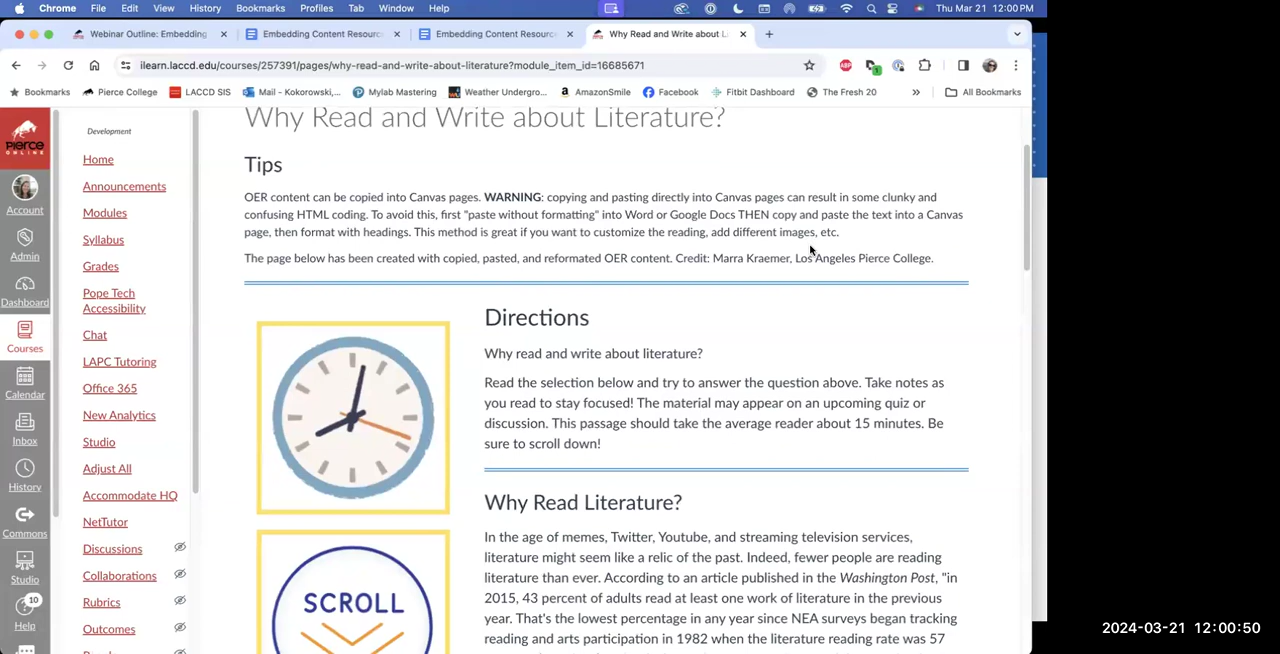 Chrome File Edit View History Bookmarks Profiles Tab Window Help Thu Mar 21 12:00 PM
Webinar Outline: Embedding Embedding Content Resourc Embedding Content Resourc Why Read and Write about L
ilearn.laccd.edu/courses/257391/pages/why-read-and-write-about-literature?module_item_id=16685671
Bookmarks Pierce College LACCD SIS Mail - Kokorowski,... Mylab Mastering Weather Undergro... AmazonSmile Facebook Fitbit Dashboard The Fresh 20 » All Bookmarks
PIERCE
ONLINE
Account
Admin
Dashboard
Courses
Calendar
Inbox
History
Commons
Studio
10
Help
Development
Home
Announcements
Modules
Syllabus
Grades
Pope Tech
Accessibility
Chat
LAPC Tutoring
Office 365
New Analytics
Studio
Adjust All
Accommodate HQ
NetTutor
Discussions
Collaborations
Rubrics
Outcomes
Why Read and Write about Literature?
Tips
OER content can be copied into Canvas pages. WARNING: copying and pasting directly into Canvas pages can result in some clunky and
confusing HTML coding. To avoid this, first "paste without formatting" into Word or Google Docs THEN copy and paste the text into a Canvas
page, then format with headings. This method is great if you want to customize the reading, add different images, etc.
The page below has been created with copied, pasted, and reformated OER content. Credit: Marra Kraemer, Los Angeles Pierce College.
Directions
Why read and write about literature?
Read the selection below and try to answer the question above. Take notes as
you read to stay focused! The material may appear on an upcoming quiz or
discussion. This passage should take the average reader about 15 minutes. Be
sure to scroll down!
SCROLL
Why Read Literature?
In the age of memes, Twitter, Youtube, and streaming television services,
literature might seem like a relic of the past. Indeed, fewer people are reading
literature than ever. According to an article published in the Washington Post, "in
2015, 43 percent of adults read at least one work of literature in the previous
year. That's the lowest percentage in any year since NEA surveys began tracking
reading and arts participation in 1982 when the literature reading rate was 57
2024-03-21 12:00:50